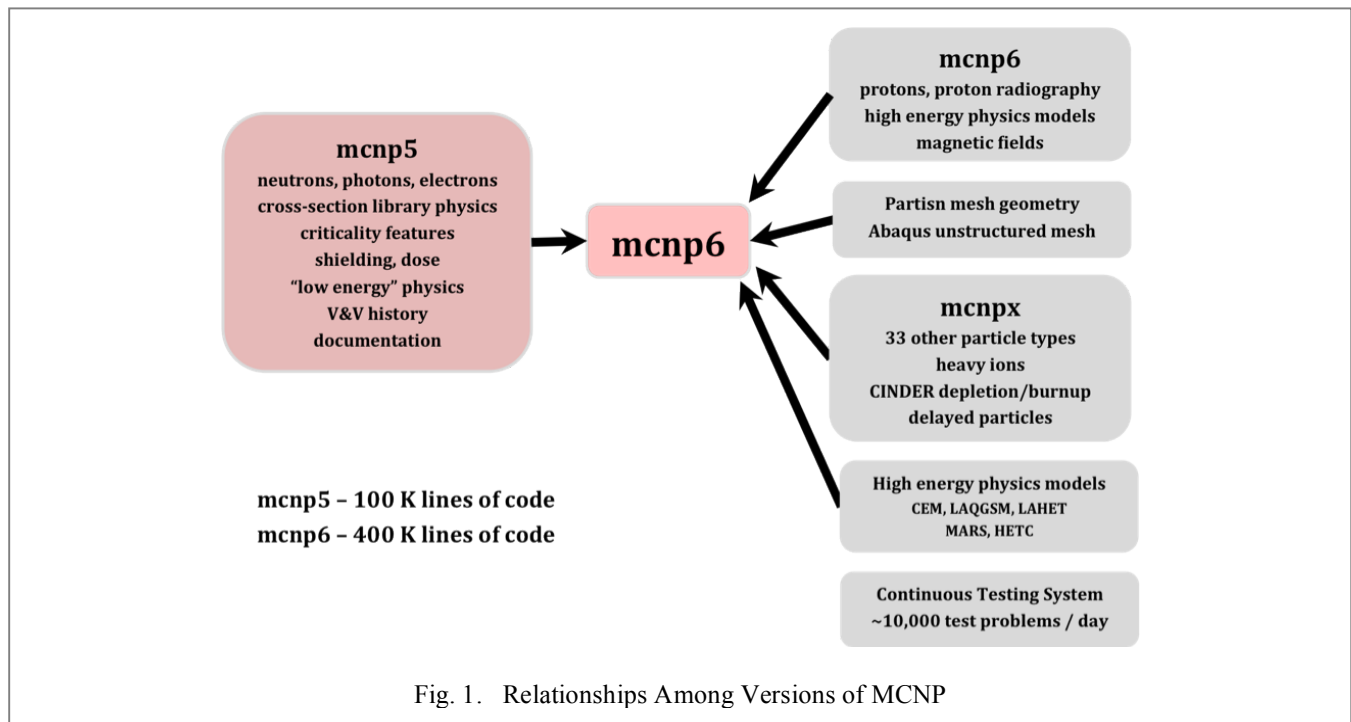 mcnp5
neutrons, photons, electrons
cross-section library physics
criticality features
shielding, dose
“low energy” physics
V&V history
documentation
mcnp5 – 100 K lines of code
mcnp6 – 400 K lines of code
mcnp6
mcnp6
protons, proton radiography
high energy physics models
magnetic fields
Partisn mesh geometry
Abaqus unstructured mesh
mcnpx
33 other particle types
heavy ions
CINDER depletion/burnup
delayed particles
High energy physics models
CEM, LAQGSM, LAHET
MARS, HETC
Continuous Testing System
~10,000 test problems / day
Fig. 1. Relationships Among Versions of MCNP